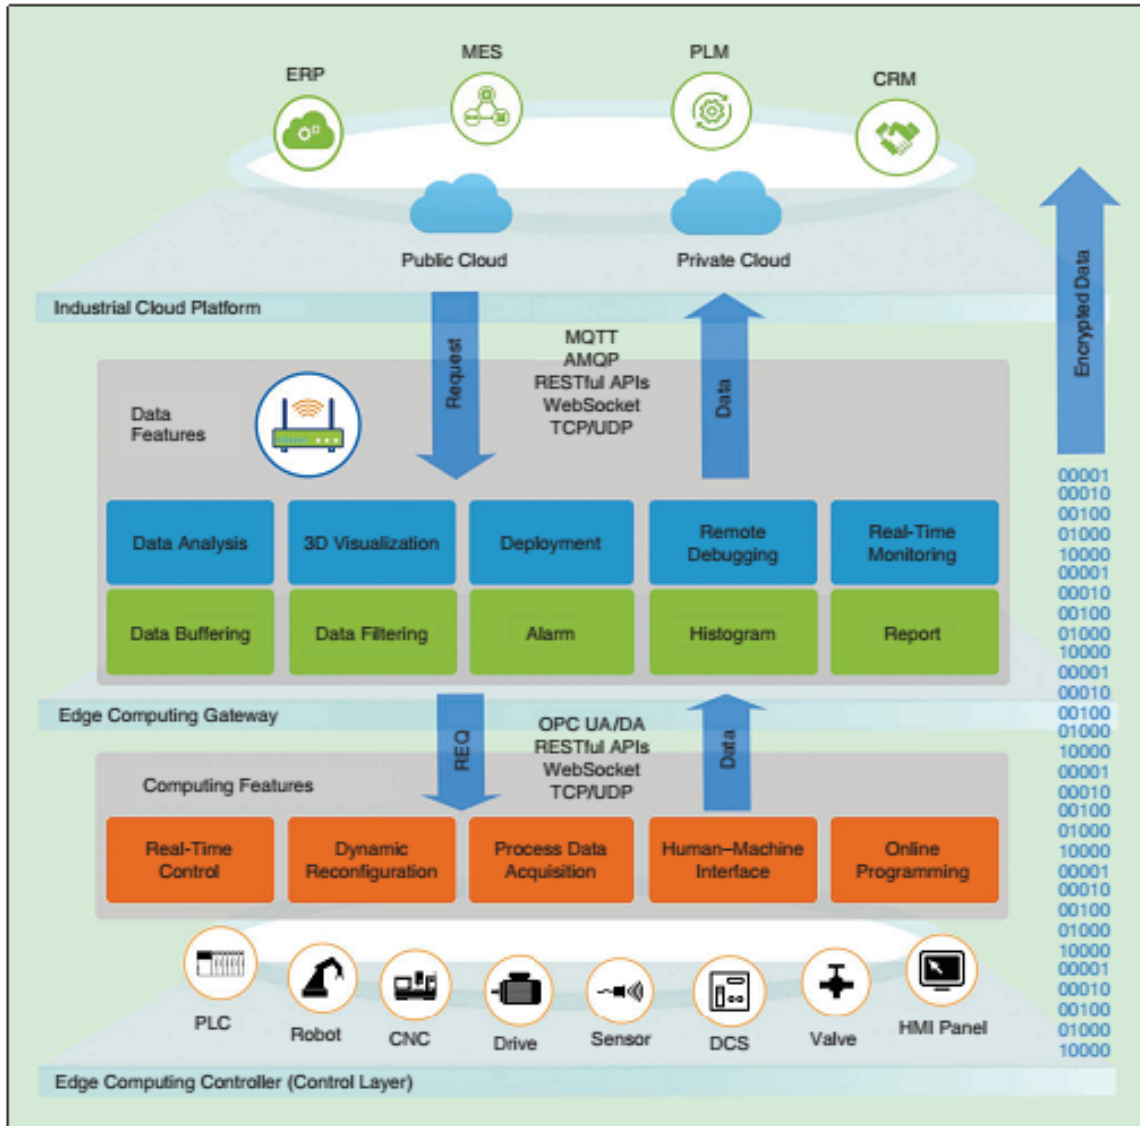 ERP
MES
PLM
CRM
Public Cloud
Private Cloud
Industrial Cloud Platform
Encrypted Data
Request
MQTT
AMQP
RESTful APIs
WebSocket
TCP/UDP
Data
Data
Features
Data Analysis
3D Visualization
Deployment
Remote
Debugging
Real-Time
Monitoring
Data Buffering
Data Filtering
Alarm
Histogram
Report
Edge Computing Gateway
REQ
OPC UA/DA
RESTful APIs
WebSocket
TCP/UDP
Data
Computing Features
Real-Time
Control
Dynamic
Reconfiguration
Process Data
Acquisition
Human–Machine
Interface
Online
Programming
PLC
Robot
CNC
Drive
Sensor
DCS
Valve
HMI Panel
Edge Computing Controller (Control Layer)
00001
00010
00100
01000
10000
00001
00010
00100
01000
10000
00001
00010
00100
01000
10000
00001
00010
00100
01000
10000
00001
00010
00100
01000
10000
00001
00010
00100
01000
10000